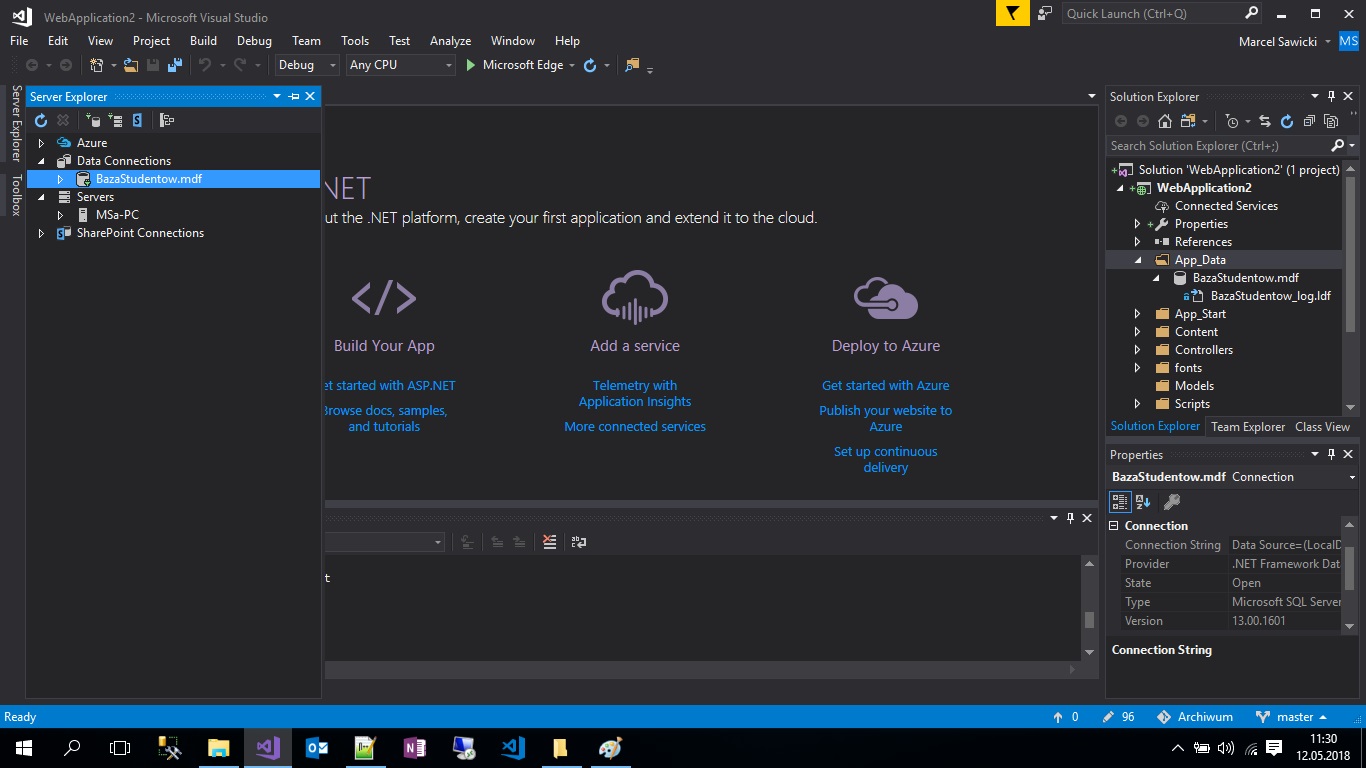 WebApplication2 - Microsoft Visual Studio
Quick Launch (Ctrl+Q)
File Edit View Project Build Debug Team Tools Test Analyze Window Help
Marcel Sawicki MS
Debug Any CPU Microsoft Edge
Server Explorer
Toolbox
Server Explorer
Azure
Data Connections
BazaStudentow.mdf
Servers
MSa-PC
SharePoint Connections
NET
ut the .NET platform, create your first application and extend it to the cloud.
Build Your App
et started with ASP.NET
Browse docs, samples,
and tutorials
Add a service
Telemetry with
Application Insights
More connected services
Deploy to Azure
Get started with Azure
Publish your website to
Azure
Set up continuous
delivery
t
Solution Explorer
Search Solution Explorer (Ctrl+;)
Solution 'WebApplication2' (1 project)
WebApplication2
Connected Services
Properties
References
App_Data
BazaStudentow.mdf
BazaStudentow_log.ldf
App_Start
Content
Controllers
fonts
Models
Scripts
Solution Explorer Team Explorer Class View
Properties
BazaStudentow.mdf Connection
Connection
Connection String Data Source=(LocalD
Provider .NET Framework Dat
State Open
Type Microsoft SQL Server
Version 13.00.1601
Connection String
Ready
0 96 Archiwum master
11:30
12.05.2018